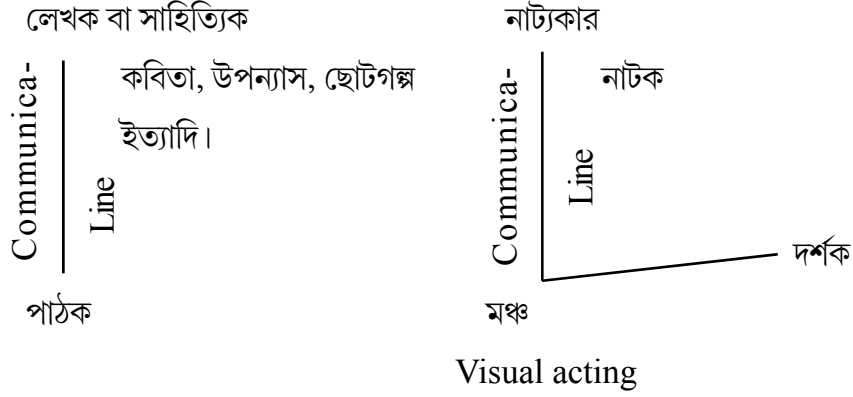 লেখক বা সাহিত্যিক
Communica-
Line
কবিতা, উপন্যাস, ছোটগল্প
ইত্যাদি।
পাঠক
নাট্যকার
Communica-
Line
নাটক
দর্শক
মঞ্চ
Visual acting